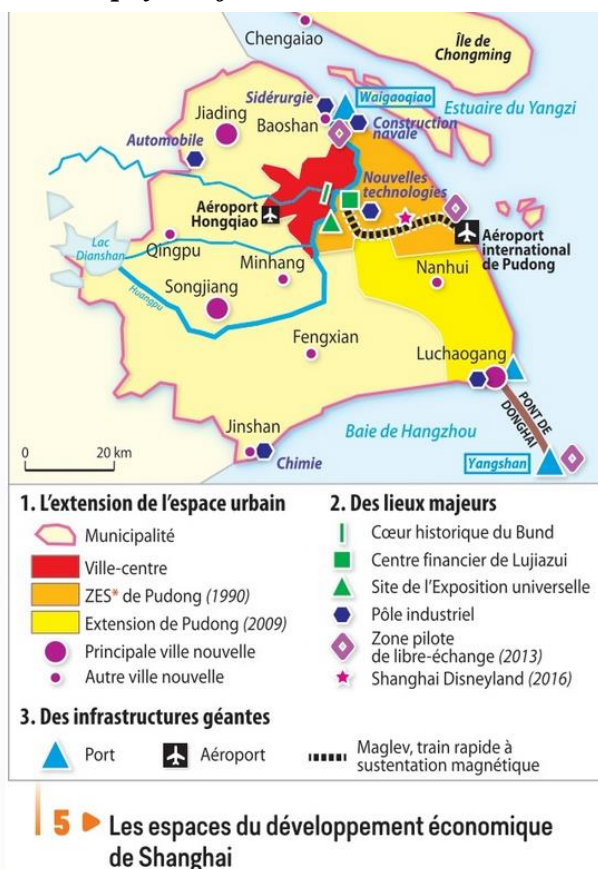 Chengaiao
Île de
Chongming
Sidérurgie
Waigaoqiao
Estuaire du Yangzi
Jiading
Baoshan
Construction
navale
Automobile
Nouvelles
technologies
Aéroport
Hongqiao
Aéroport
international
de Pudong
Lac
Dianshan
Qingpu
Minhang
Nanhui
Huangpu
Songjiang
Fengxian
Luchaogang
PONT DE
DONGHAI
Jinshan
Baie de Hangzhou
0 20 km
Chimie
Yangshan
1. L'extension de l'espace urbain
Municipalité
Ville-centre
ZES* de Pudong (1990)
Extension de Pudong (2009)
Principale ville nouvelle
Autre ville nouvelle
2. Des lieux majeurs
Cœur historique du Bund
Centre financier de Lujiazui
Site de l'Exposition universelle
Pôle industriel
Zone pilote
de libre-échange (2013)
Shanghai Disneyland (2016)
3. Des infrastructures géantes
Port
Aéroport
Maglev, train rapide à
sustentation magnétique
5 Les espaces du développement économique
de Shanghai